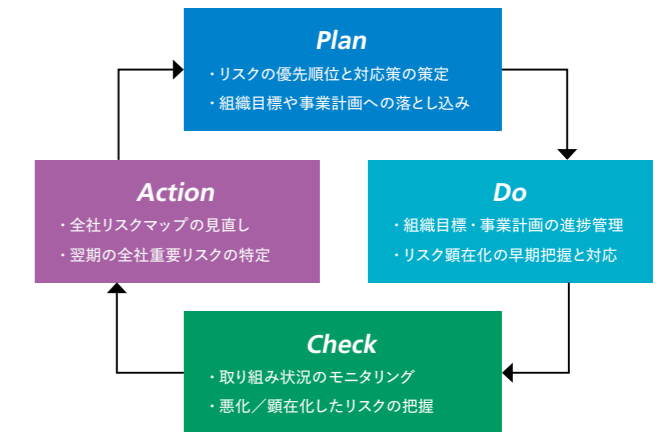 Plan
・リスクの優先順位と対応策の策定
・組織目標や事業計画への落とし込み
Action
・全社リスクマップの見直し
・翌期の全社重要リスクの特定
Do
・組織目標・事業計画の進捗管理
・リスク顕在化の早期把握と対応
Check
・取り組み状況のモニタリング
・悪化／顕在化したリスクの把握